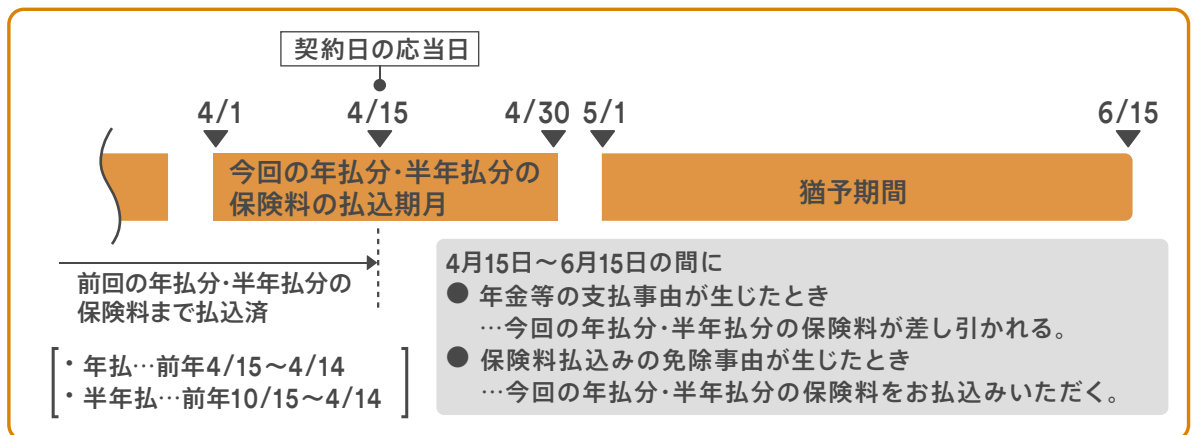 契約日の応当日
4/1
4/15
4/30
5/1
6/15
今回の年払分・半年払分の
保険料の払込期月
猶予期間
前回の年払分・半年払分の
保険料まで払込済
・年払…前年4/15〜4/14
・半年払…前年10/15〜4/14
4月15日〜6月15日の間に
● 年金等の支払事由が生じたとき
…今回の年払分・半年払分の保険料が差し引かれる。
● 保険料払込みの免除事由が生じたとき
…今回の年払分・半年払分の保険料をお払込みいただく。